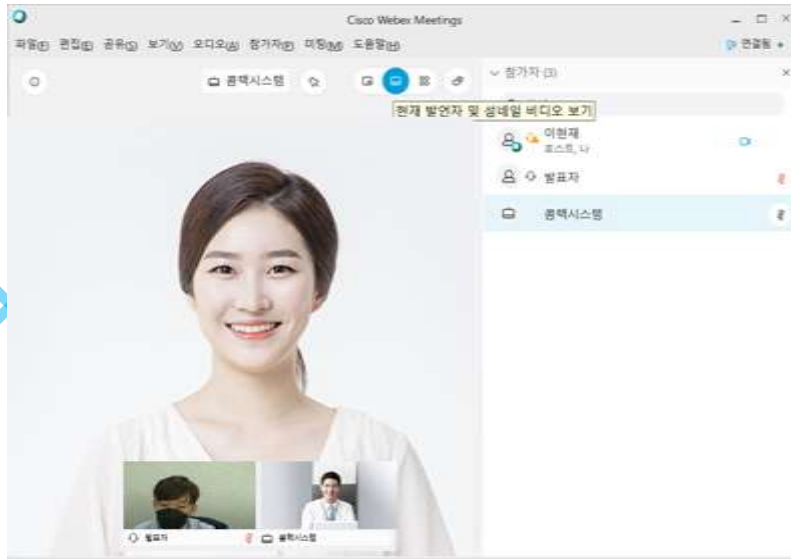 Cisco Webex Meetings
파일(F) 편집(E) 공유(S) 보기(V) 오디오(A) 참가자(P) 미팅(M) 도움말(H)
연결됨
콤택시스템
참가자 (3)
현재 발언자 및 섬네일 비디오 보기
이현재
호스트, 나
발표자
콤택시스템
발표자
콤택시스템